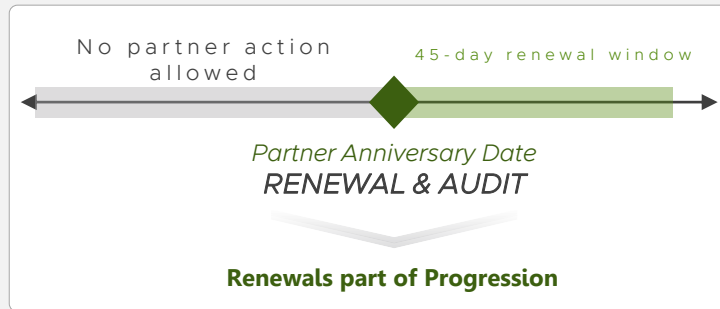 No partner action
allowed
45-day renewal window
Partner Anniversary Date
RENEWAL & AUDIT
Renewals part of Progression